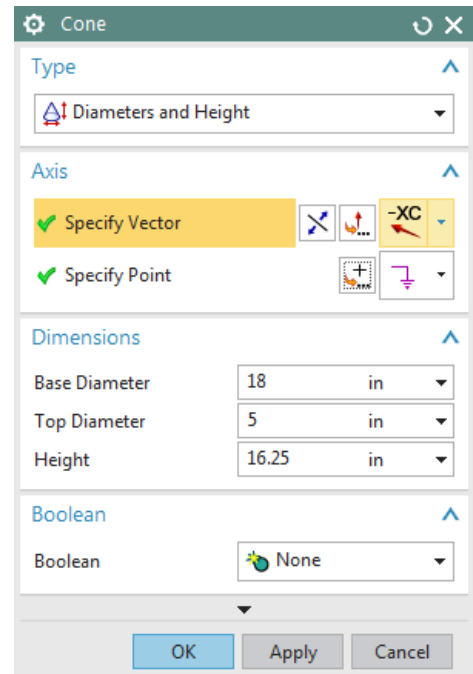 Cone
Type
Diameters and Height
Axis
Specify Vector -XC
Specify Point
Dimensions
Base Diameter 18 in
Top Diameter 5 in
Height 16.25 in
Boolean
Boolean None
OK Apply Cancel